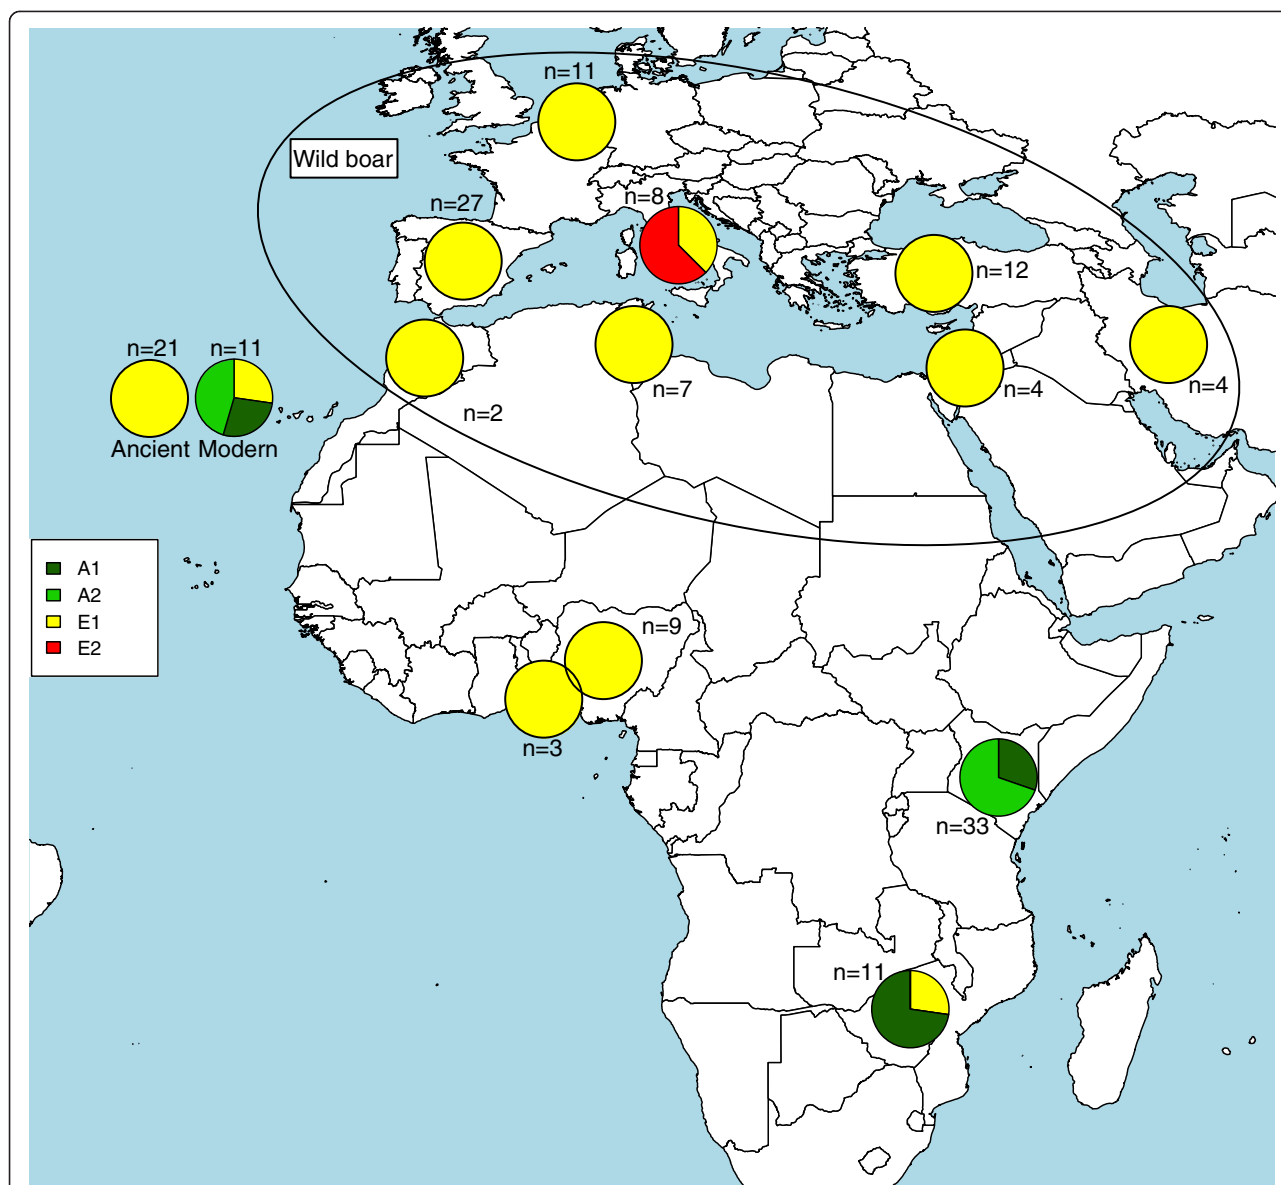 n=11
Wild boar
n=8
n=27
n=12
n=21
n=11
n=7
n=4
n=4
n=2
Ancient
Modern
A1
A2
E1
E2
n=9
n=3
n=33
n=11